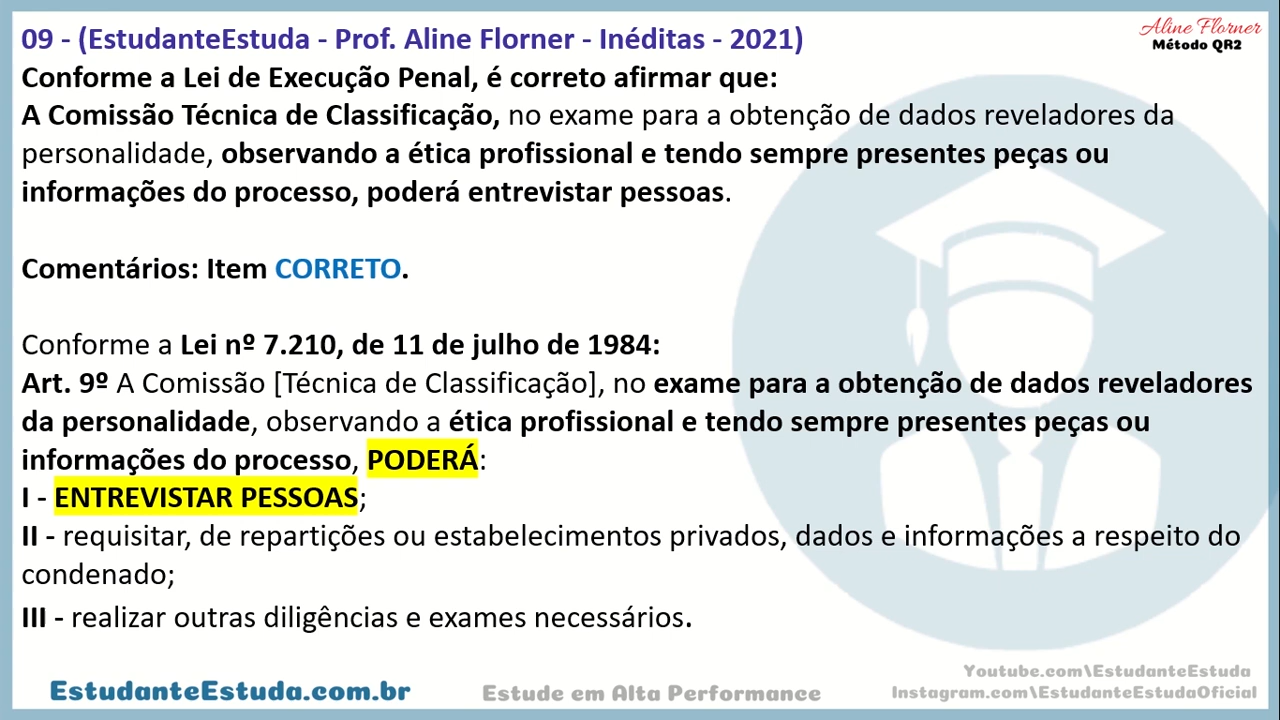 09 - (EstudanteEstuda - Prof. Aline Florner - Inéditas - 2021)
Aline Florner
Método QR2
Conforme a Lei de Execução Penal, é correto afirmar que:
A Comissão Técnica de Classificação, no exame para a obtenção de dados reveladores da
personalidade, observando a ética profissional e tendo sempre presentes peças ou
informações do processo, poderá entrevistar pessoas.
Comentários: Item CORRETO.
Conforme a Lei nº 7.210, de 11 de julho de 1984:
Art. 9º A Comissão [Técnica de Classificação], no exame para a obtenção de dados reveladores
da personalidade, observando a ética profissional e tendo sempre presentes peças ou
informações do processo, PODERÁ:
I - ENTREVISTAR PESSOAS;
II - requisitar, de repartições ou estabelecimentos privados, dados e informações a respeito do
condenado;
III - realizar outras diligências e exames necessários.
EstudanteEstuda.com.br
Estude em Alta Performance
Youtube.com\EstudanteEstuda
Instagram.com\EstudanteEstudaOficial